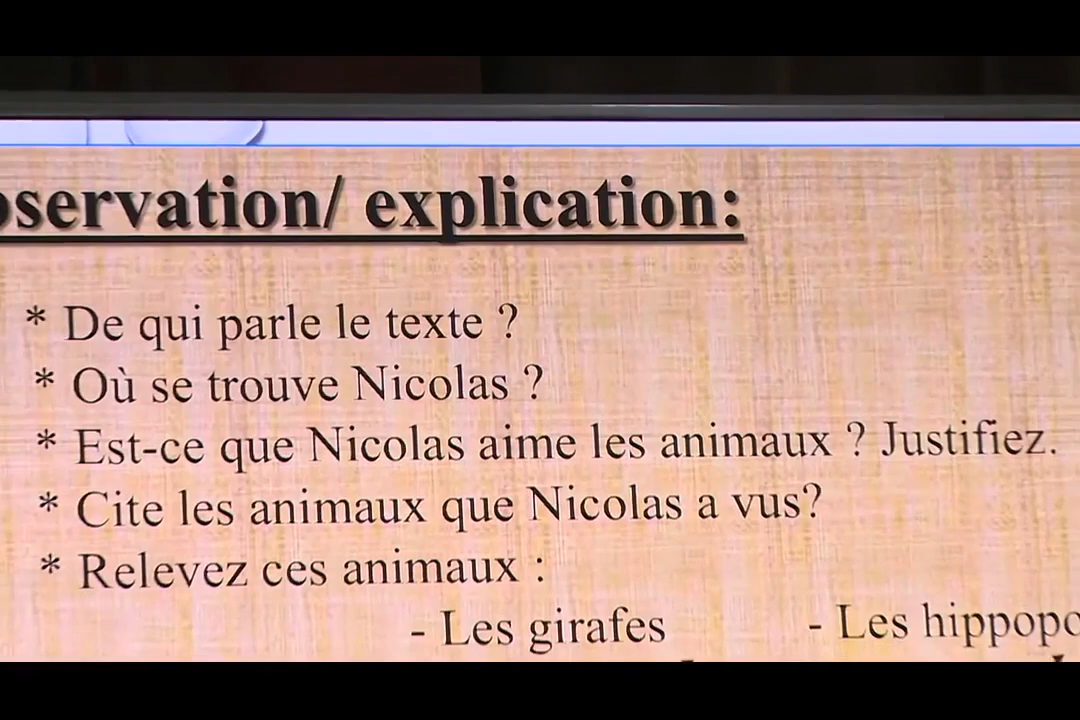 observation/ explication:
* De qui parle le texte ?
* Où se trouve Nicolas ?
* Est-ce que Nicolas aime les animaux ? Justifiez.
* Cite les animaux que Nicolas a vus?
* Relevez ces animaux :
- Les girafes - Les hippopo